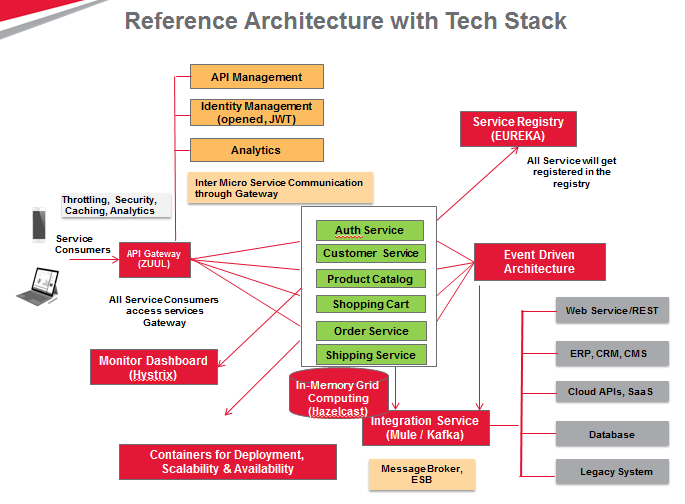 Reference Architecture with Tech Stack
API Management
Identity Management
(opened, JWT)
Analytics
Inter Micro Service Communication
through Gateway
Service Registry
(EUREKA)
All Service will get
registered in the
registry
Throttling, Security,
Caching, Analytics
Service
Consumers
API Gateway
(ZUUL)
All Service Consumers
access services
Gateway
Auth Service
Customer Service
Product Catalog
Shopping Cart
Order Service
Shipping Service
Event Driven
Architecture
Monitor Dashboard
(Hystrix)
In-Memory Grid
Computing
(Hazelcast)
Integration Service
(Mule / Kafka)
Message Broker,
ESB
Containers for Deployment,
Scalability & Availability
Web Service /REST
ERP, CRM, CMS
Cloud APIs, SaaS
Database
Legacy System